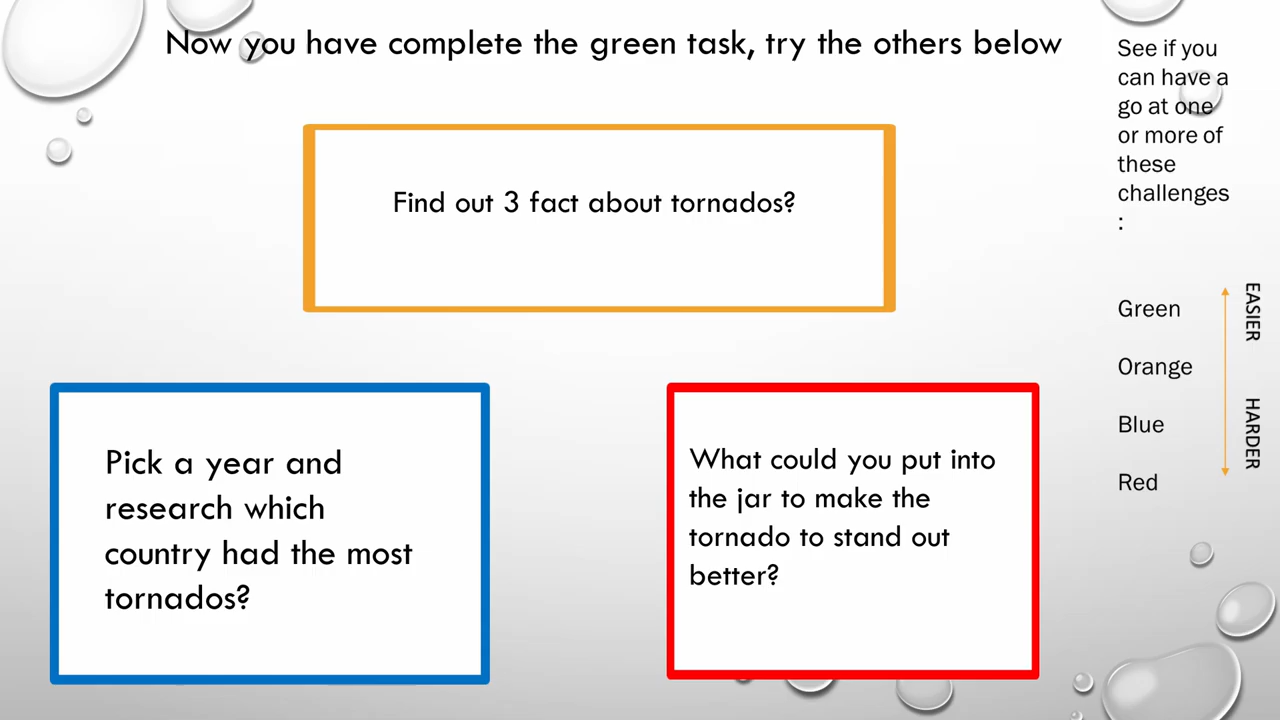 Now you have complete the green task, try the others below
See if you
can have a
go at one
or more of
these
challenges
:
Find out 3 fact about tornados?
Green
Orange
Blue
Red
EASIER
HARDER
Pick a year and
research which
country had the most
tornados?
What could you put into
the jar to make the
tornado to stand out
better?